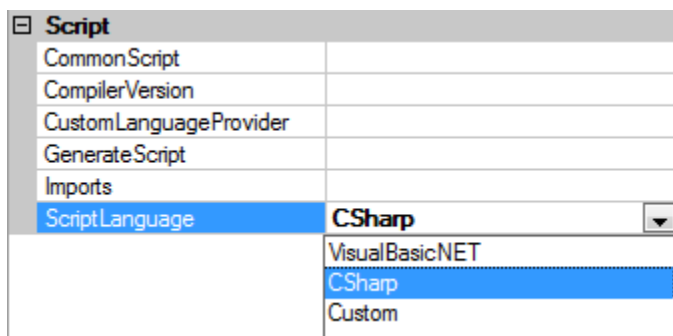 Script
CommonScript
CompilerVersion
CustomLanguageProvider
GenerateScript
Imports
ScriptLanguage CSharp
VisualBasicNET
CSharp
Custom